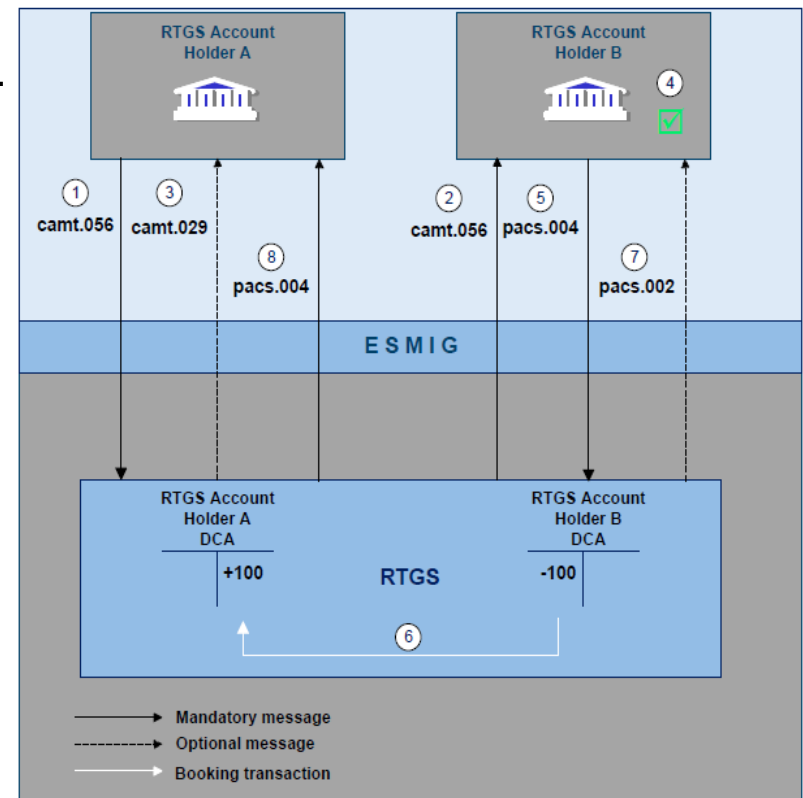 RTGS Account
Holder A
RTGS Account
Holder B
4
1
camt.056
3
camt.029
8
pacs.004
2
camt.056
5
pacs.004
7
pacs.002
ESMIG
RTGS Account
Holder A
DCA
+100
RTGS
RTGS Account
Holder B
DCA
-100
6
Mandatory message
Optional message
Booking transaction